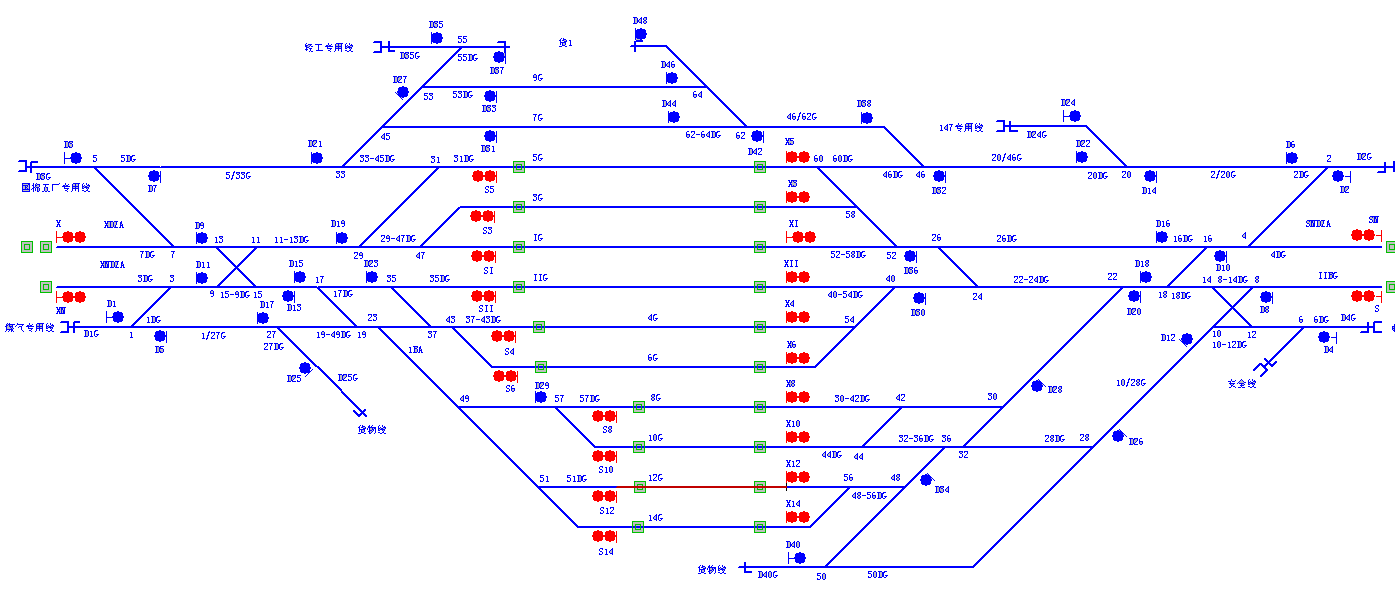 D35
D48
轻工专用线
55
货1
D35G
55DG
D37
D46
D27
9G
53
53DG
D33
64
D44
D38
D24
7G
46/62G
45
D31
62-64DG
62
147专用线
D24G
D42
X5
D3
D21
D22
D6
5
5DG
33-45DG
31
31DG
5G
60
60DG
20/46G
2
D2G
D3G
5/33G
33
46DG
46
20DG
20
2/20G
2DG
国棉五厂专用线
D7
S5
D32
D14
D2
X3
3G
58
X
XDZA
D9
D19
S3
XI
D16
SNDZA
SN
13
11
11-13DG
29-47DG
1G
26
26DG
16DG
16
4
7DG
7
29
47
52-58DG
52
4DG
XNDZA
D11
D15
D23
SI
XII
D36
D18
D10
3DG
3
17
35
35DG
IIG
40
22-24DG
22
14
8-14DG
8
IIBG
9
15-9DG
15
17DG
40-54DG
24
18
18DG
XN
D1
D17
D13
SII
X4
D30
D20
D8
S
煤气专用线
1DG
23
43
37-43DG
4G
54
6
6DG
D4G
D1G
1
D5
1/27G
27
19-49DG
19
37
10
12
27DG
S4
X6
D12
10-12DG
D4
1BA
6G
D25
D25G
S6
D29
X8
D28
10/28G
安全线
49
57
57DG
8G
30-42DG
42
30
货物线
S8
X10
10G
32-36DG
36
28DG
28
D26
44DG
44
32
S10
X12
51
51DG
12G
56
48
D34
S12
X14
48-56DG
14G
S14
D40
货物线
D40G
50
50DG